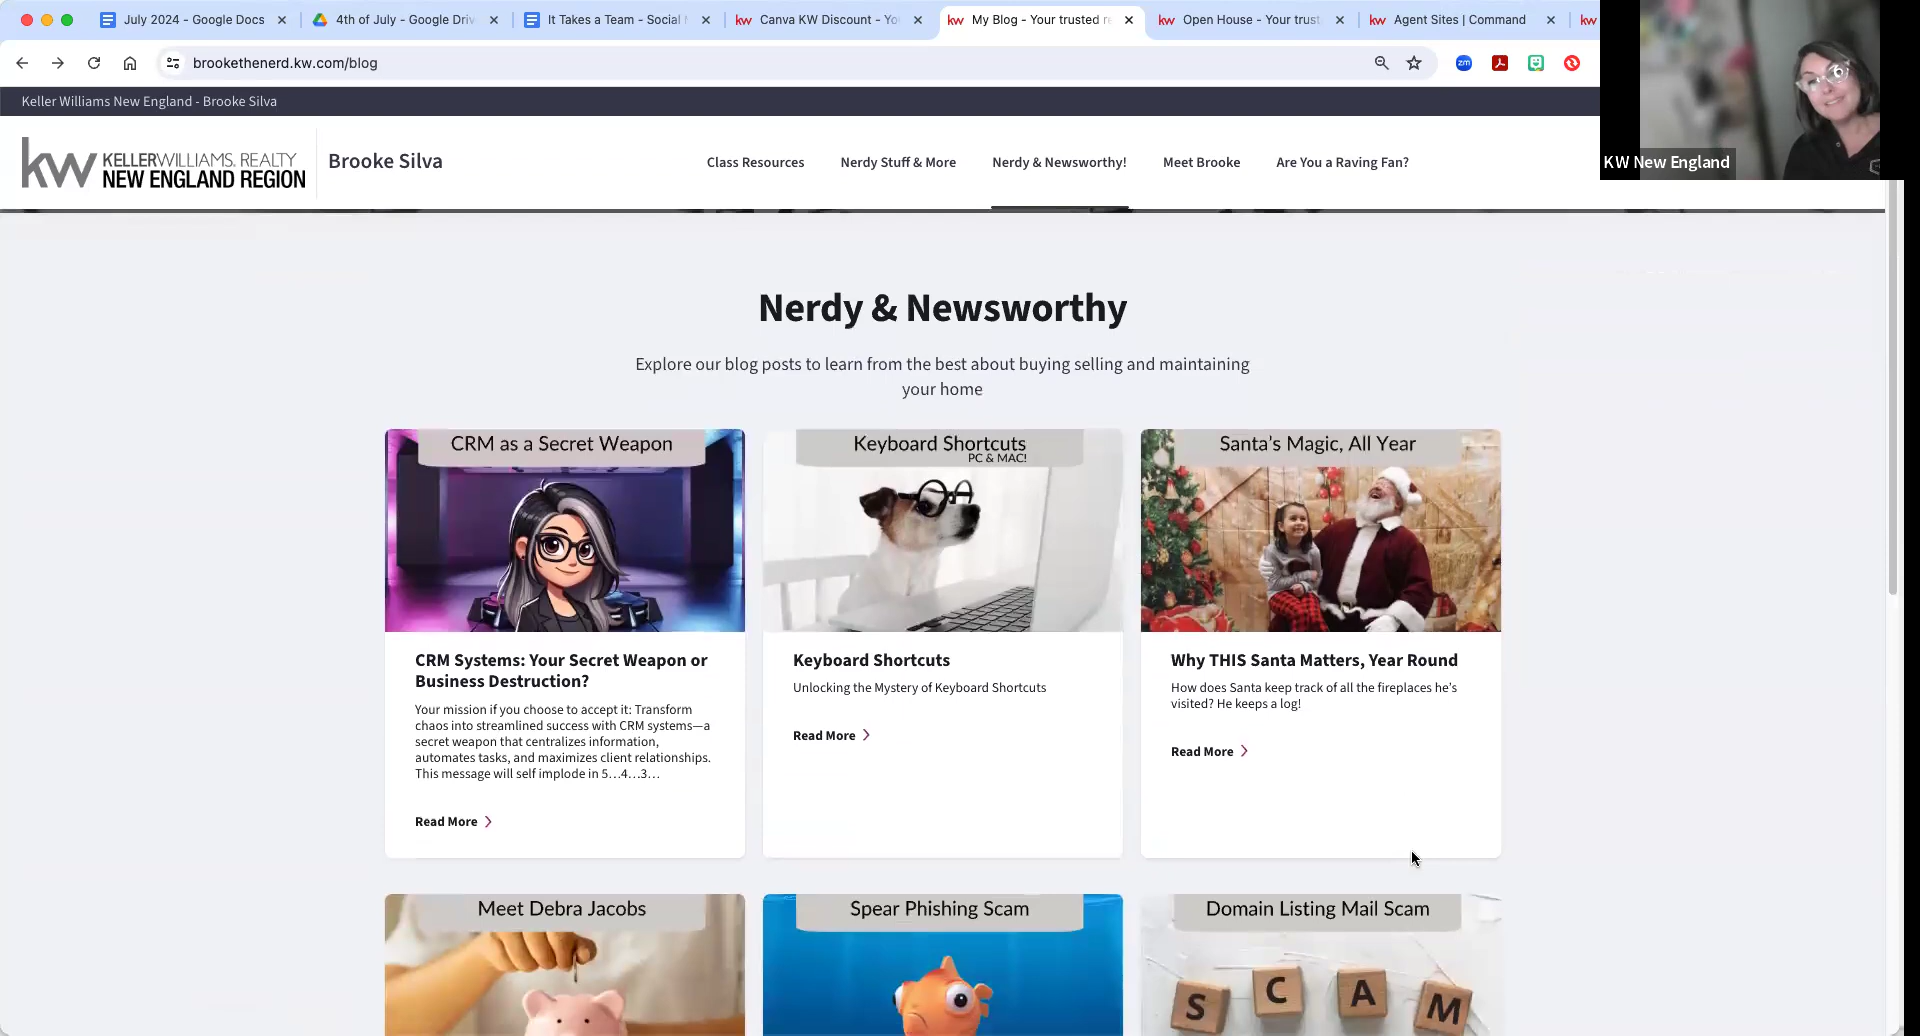 July 2024 - Google Docs
4th of July - Google Driv
It Takes a Team - Social
Canva KW Discount - Yo
kw
My Blog - Your trusted r
kw
Open House - Your trust
kw
Agent Sites | Command
kw
kw
brookethenerd.kw.com/blog
zm
Keller Williams New England - Brooke Silva
kw KELLERWILLIAMS. REALTY
NEW ENGLAND REGION
Brooke Silva
Class Resources
Nerdy Stuff & More
Nerdy & Newsworthy!
Meet Brooke
Are You a Raving Fan?
KW New England
Nerdy & Newsworthy
Explore our blog posts to learn from the best about buying selling and maintaining
your home
CRM as a Secret Weapon
CRM Systems: Your Secret Weapon or
Business Destruction?
Your mission if you choose to accept it: Transform
chaos into streamlined success with CRM systems—a
secret weapon that centralizes information,
automates tasks, and maximizes client relationships.
This message will self implode in 5…4…3…
Read More
Keyboard Shortcuts
PC & MAC!
Keyboard Shortcuts
Unlocking the Mystery of Keyboard Shortcuts
Read More
Santa’s Magic, All Year
Why THIS Santa Matters, Year Round
How does Santa keep track of all the fireplaces he’s
visited? He keeps a log!
Read More
Meet Debra Jacobs
Spear Phishing Scam
Domain Listing Mail Scam
SCAM